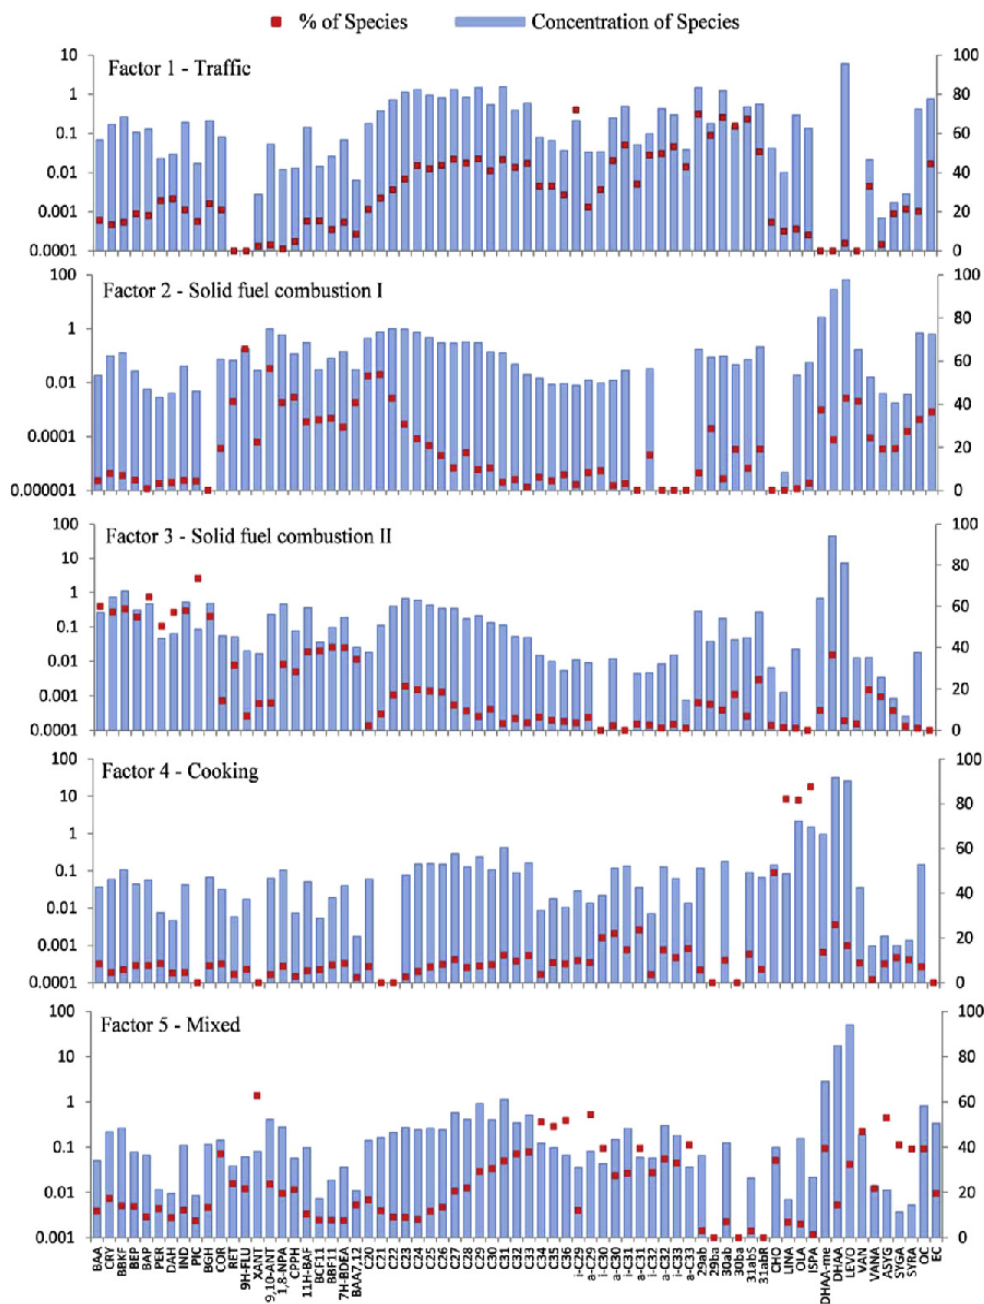 % of Species
Concentration of Species
Factor 1 - Traffic
10
1
0.1
0.01
0.001
0.0001
100
80
60
40
20
0
Factor 2 - Solid fuel combustion I
100
1
0.01
0.0001
0.000001
100
80
60
40
20
0
Factor 3 - Solid fuel combustion II
100
10
1
0.1
0.01
0.001
0.0001
100
80
60
40
20
0
Factor 4 - Cooking
100
10
1
0.1
0.01
0.001
0.0001
100
80
60
40
20
0
Factor 5 - Mixed
100
10
1
0.1
0.01
0.001
100
80
60
40
20
0
BAA
CRY
BBKF
BEP
BAP
PER
DAH
IND
PIC
BGH
COR
RET
9H-FLU
XANT
9,10-ANT
1,8-NPA
CPPH
11H-BAF
BCF11
BBF11
7H-BDEA
BAA7,12
C20
C21
C22
C23
C24
C25
C26
C27
C28
C29
C30
C31
C32
C33
C34
C35
C36
i-C29
a-C29
i-C30
a-C30
i-C31
a-C31
i-C32
a-C32
i-C33
a-C33
29ab
29ba
30ab
30ba
31abS
31abR
CHO
LINA
OLA
ISPA
DHAA-me
DHAA
LEVO
VAN
VANA
ASYG
SYGA
SYRA
OC
EC